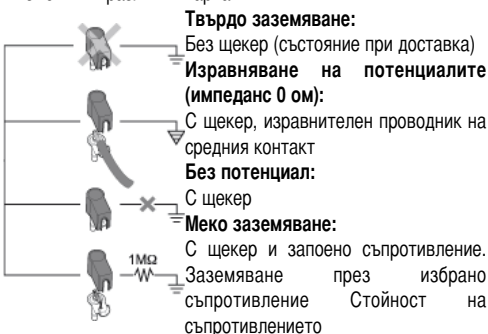 Твърдо заземяване:
Без щекер (състояние при доставка)
Изравняване на потенциалите
(импеданс 0 ом):
С щекер, изравнителен проводник на
средния контакт
Без потенциал:
С щекер
Меко заземяване:
1MΩ
С щекер и запоено съпротивление.
Заземяване през избрано
съпротивление Стойност на
съпротивлението